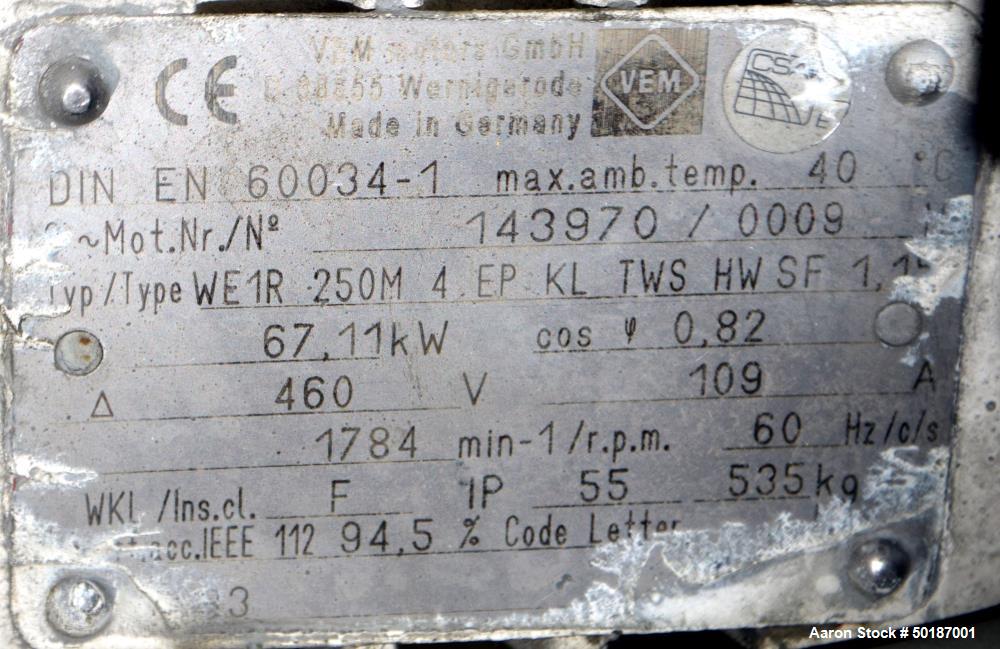 VEM motors GmbH
Wernigerode
Made in Germany
CE
VEM
CSA
DIN EN 60034-1 max.amb.temp. 40 °C
~Mot.Nr./Nº 143970 / 0009
Typ/Type WE1R 250M 4 EP KL TWS HW SF
67,11kW cos φ 0,82
Δ 460 V 109 A
1784 min-1/r.p.m. 60 Hz/c/s
WKL /Ins.cl. F IP 55 535kg
acc.IEEE 112 94,5 % Code Letter
3
Aaron Stock # 50187001